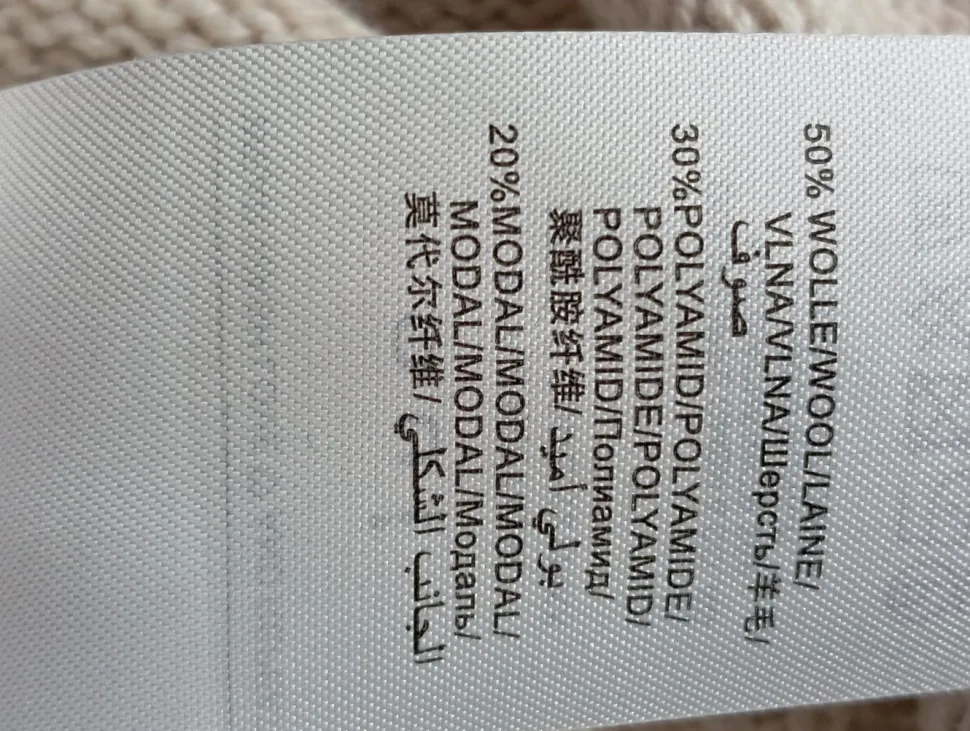 50% WOLLE/WOOL/LAINE/
VLNA/VLNA/Шерсть/羊毛/
صوف
30%POLYAMID/POLYAMIDE/
POLYAMIDE/POLYAMID/
POLYAMID/Полиамид/
聚酰胺纤维/ بولي أميد
20%MODAL/MODAL/MODAL/
MODAL/MODAL/Модаль/
莫代尔纤维/ الجانب الشكلي